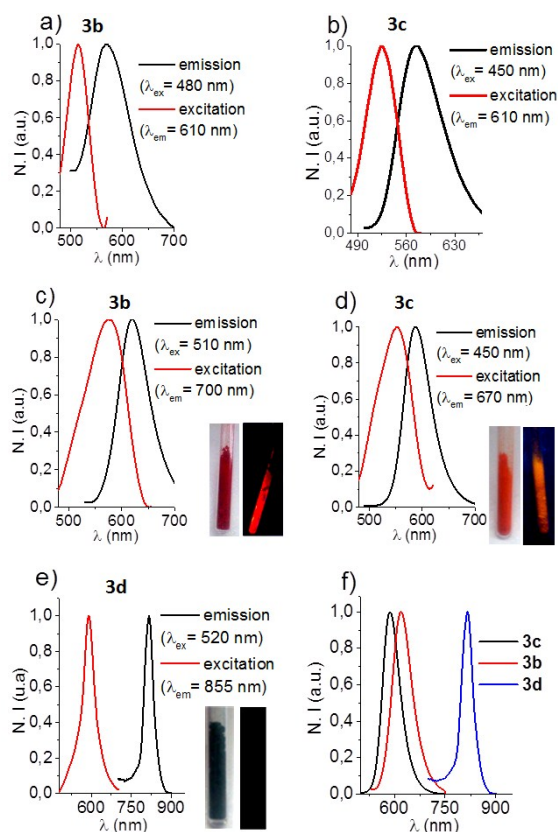 a) 3b
1,0
0,8
0,6
0,4
0,2
0,0
N. I (a.u.)
500 600 700
λ (nm)
emission
(λex = 480 nm)
excitation
(λem = 610 nm)
b) 3c
1,0
0,8
0,6
0,4
0,2
0,0
N. I (a.u.)
490 560 630
λ (nm)
emission
(λex = 450 nm)
excitation
(λem = 610 nm)
c) 3b
1,0
0,8
0,6
0,4
0,2
0,0
N. I (a.u.)
500 600 700
λ (nm)
emission
(λex = 510 nm)
excitation
(λem = 700 nm)
d) 3c
1,0
0,8
0,6
0,4
0,2
0,0
N. I (a.u.)
500 600 700
λ (nm)
emission
(λex = 450 nm)
excitation
(λem = 670 nm)
e) 3d
1,0
0,8
0,6
0,4
0,2
0,0
N. I (u.a)
600 750 900
λ (nm)
emission
(λex = 520 nm)
excitation
(λem = 855 nm)
f)
1,0
0,8
0,6
0,4
0,2
0,0
N. I (a.u.)
600 750 900
λ (nm)
3c
3b
3d